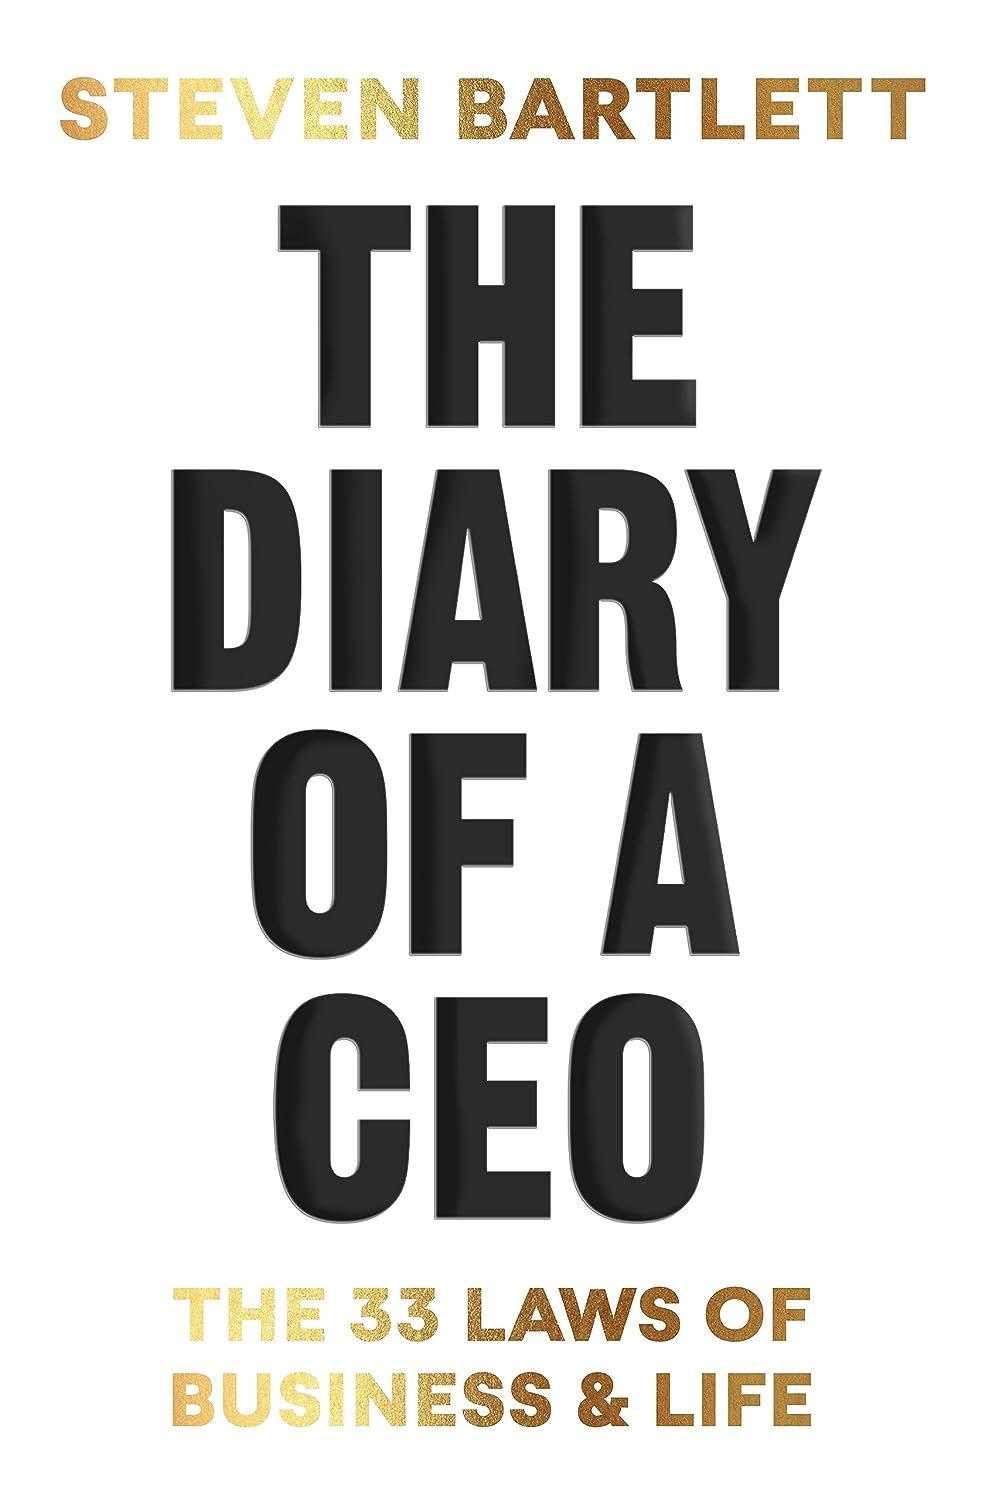 STEVEN BARTLETT
THE
DIARY
OF A
CEO
THE 33 LAWS OF
BUSINESS & LIFE